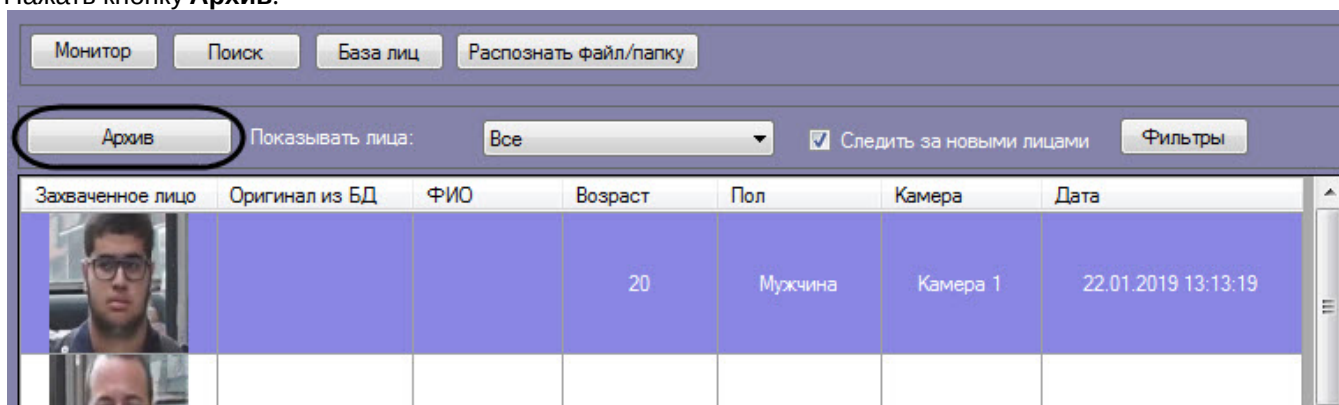 Нажать кнопку Архив.
Монитор Поиск База лиц Распознать файл/папку
Архив Показывать лица: Все Следить за новыми лицами Фильтры
Захваченное лицо Оригинал из БД ФИО Возраст Пол Камера Дата
20 Мужчина Камера 1 22.01.2019 13:13:19